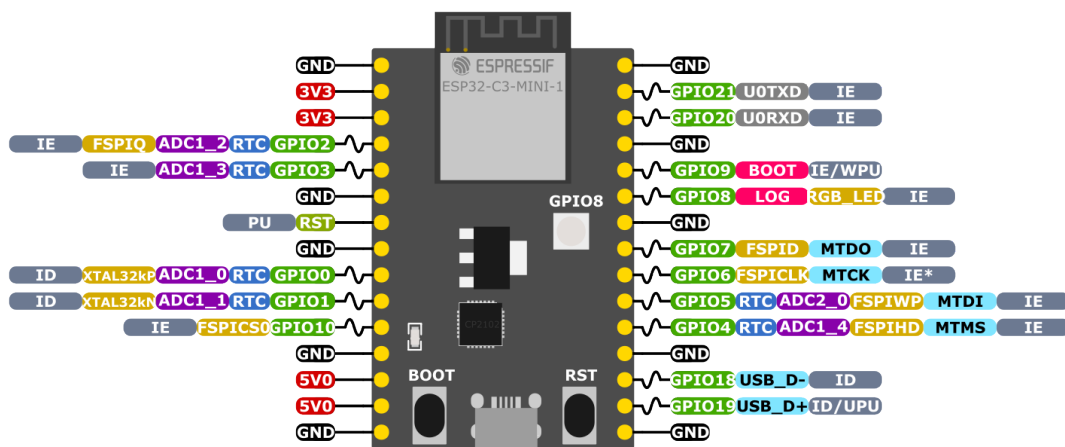 GND ESPRESSIF GND
3V3 ESP32-C3-MINI-1 GPIO21 U0TXD IE
3V3 GPIO20 U0RXD IE
IE FSPIQ ADC1_2 RTC GPIO2 GND
IE ADC1_3 RTC GPIO3 GPIO9 BOOT IE/WPU
GND GPIO8 GPIO8 LOG RGB_LED IE
PU RST GND
GND GPIO7 FSPID MTDO IE
ID XTAL32kP ADC1_0 RTC GPIO0 GPIO6 FSPICLK MTCK IE*
ID XTAL32kN ADC1_1 RTC GPIO1 GPIO5 RTC ADC2_0 FSPIWP MTDI IE
IE FSPICS0 GPIO10 CP2102 GPIO4 RTC ADC1_4 FSPIHD MTMS IE
GND GND
5V0 BOOT RST GPIO18 USB_D- ID
5V0 GPIO19 USB_D+ ID/UPU
GND GND